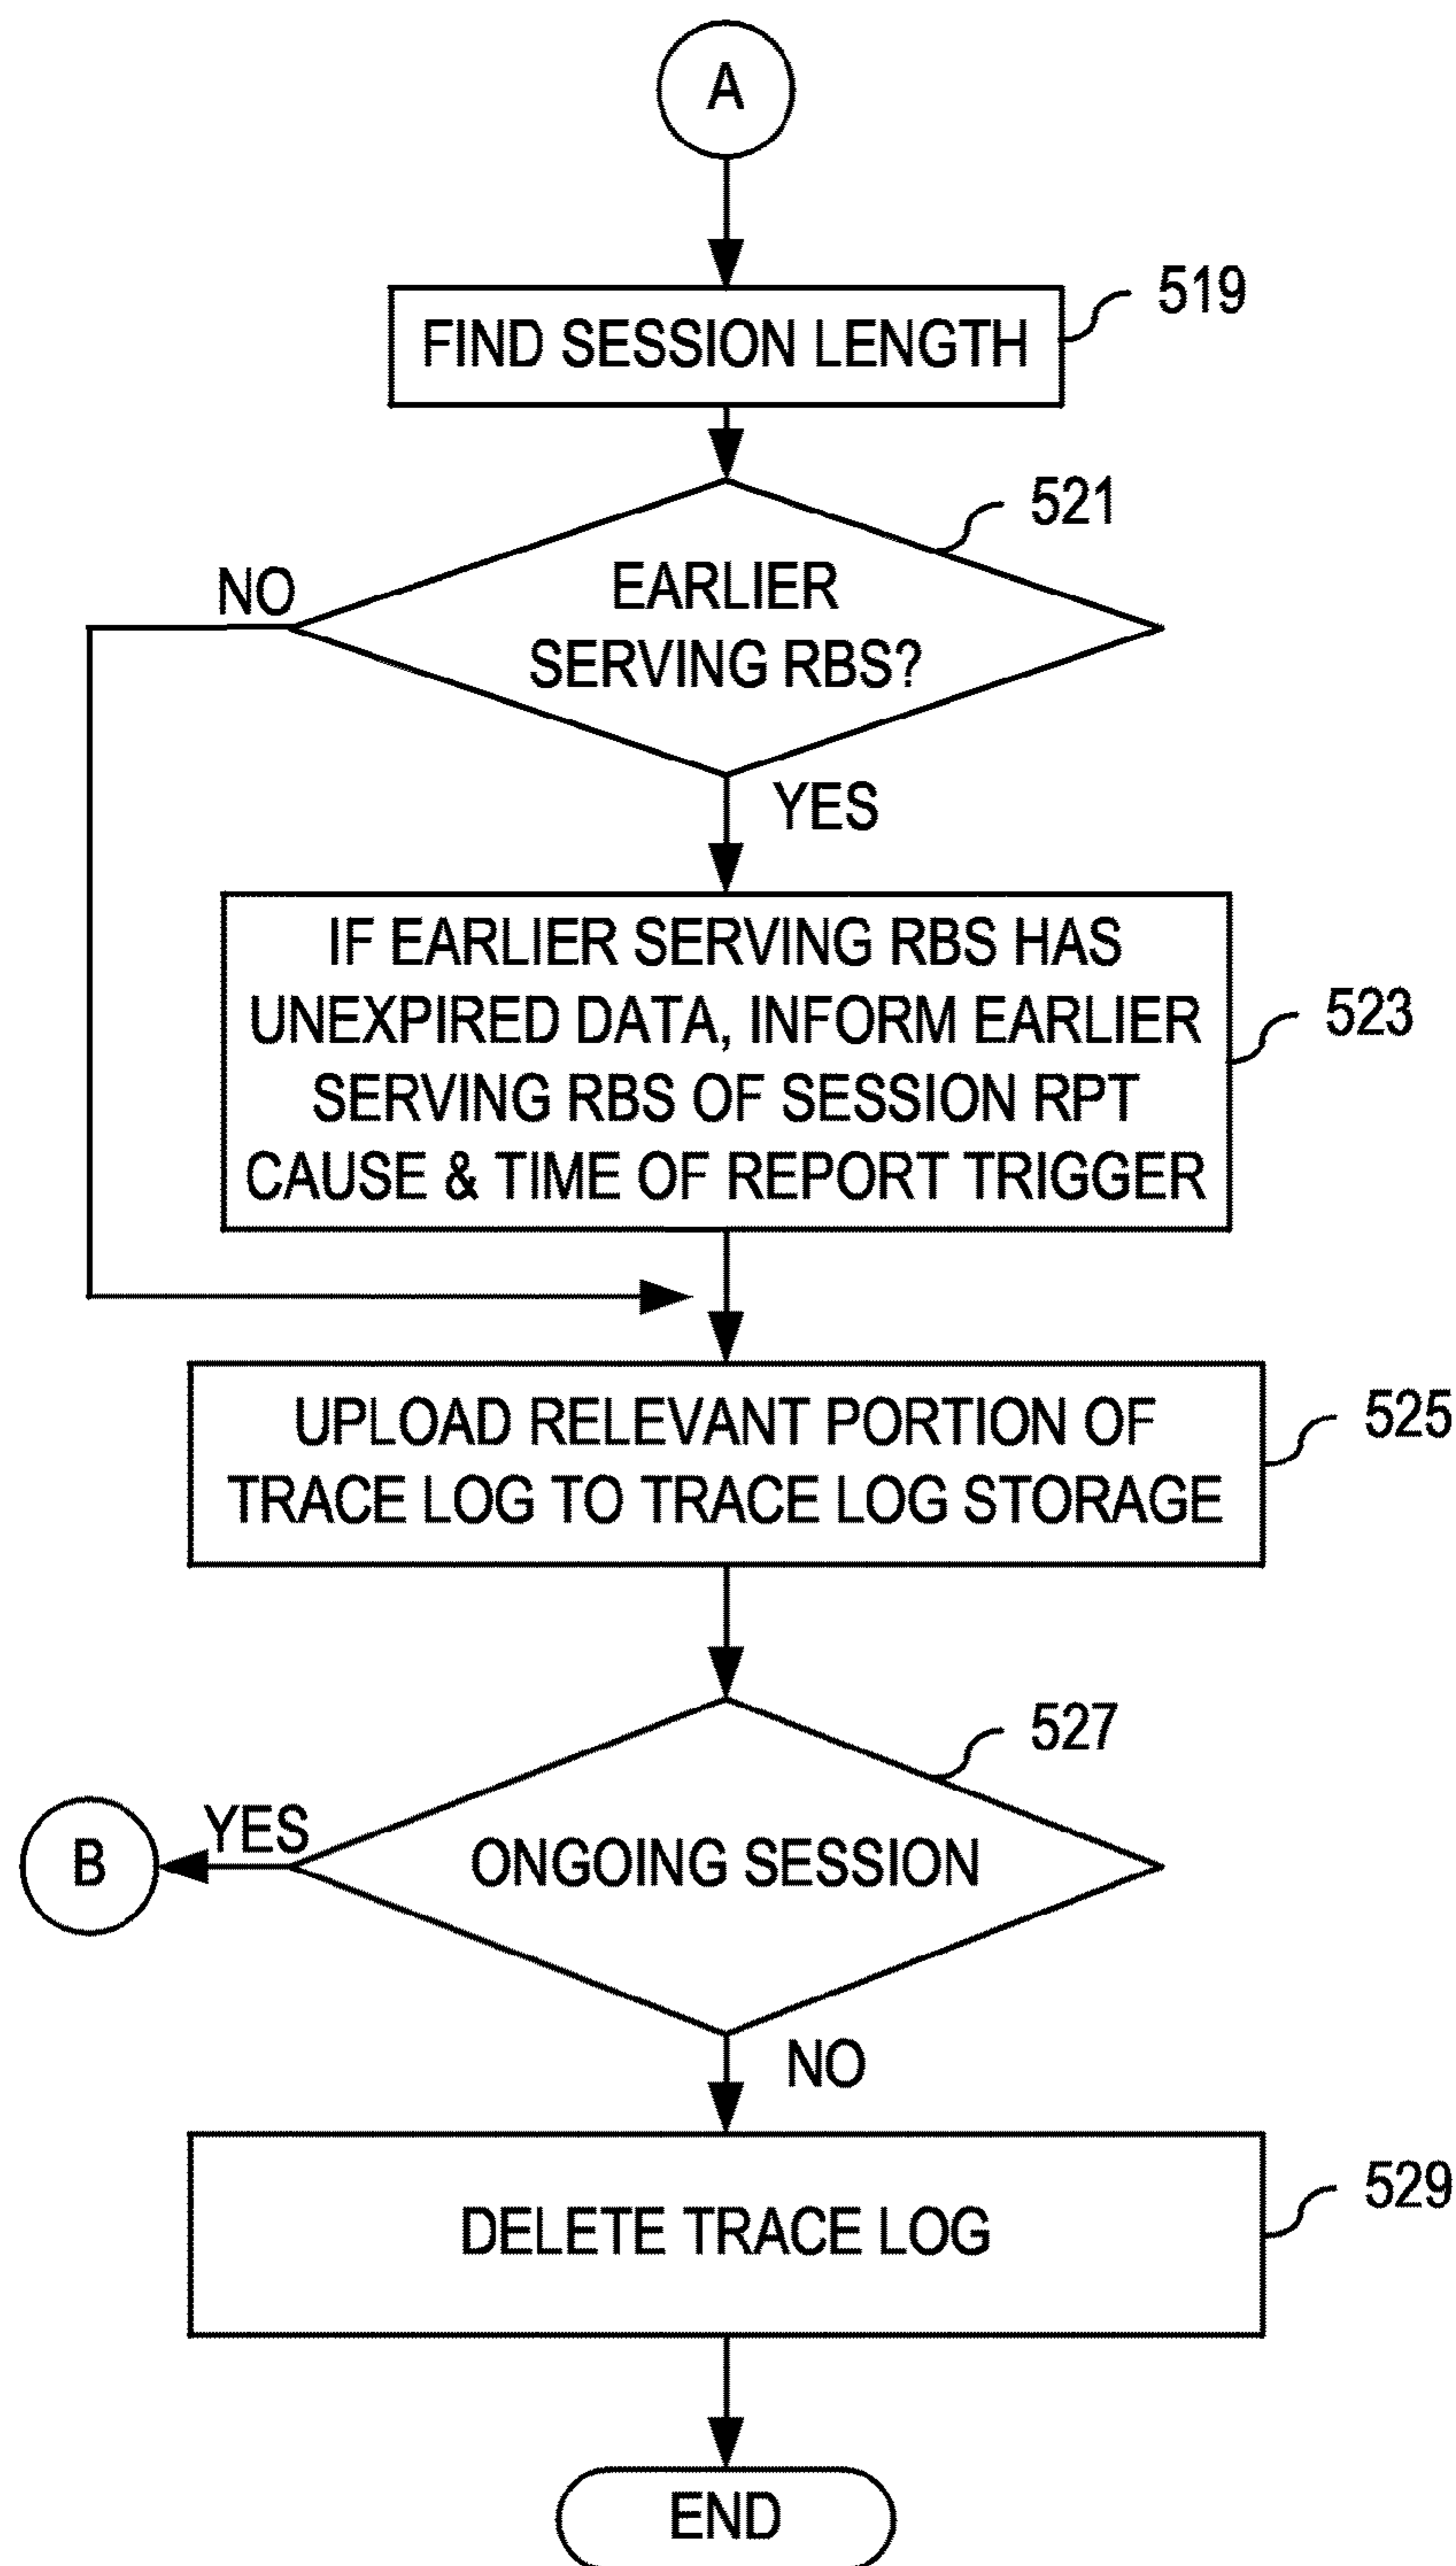 A
FIND SESSION LENGTH
519
521
EARLIER
SERVING RBS?
NO
YES
IF EARLIER SERVING RBS HAS
UNEXPIRED DATA, INFORM EARLIER
SERVING RBS OF SESSION RPT
CAUSE & TIME OF REPORT TRIGGER
523
UPLOAD RELEVANT PORTION OF
TRACE LOG TO TRACE LOG STORAGE
525
527
ONGOING SESSION
YES
B
NO
DELETE TRACE LOG
529
END